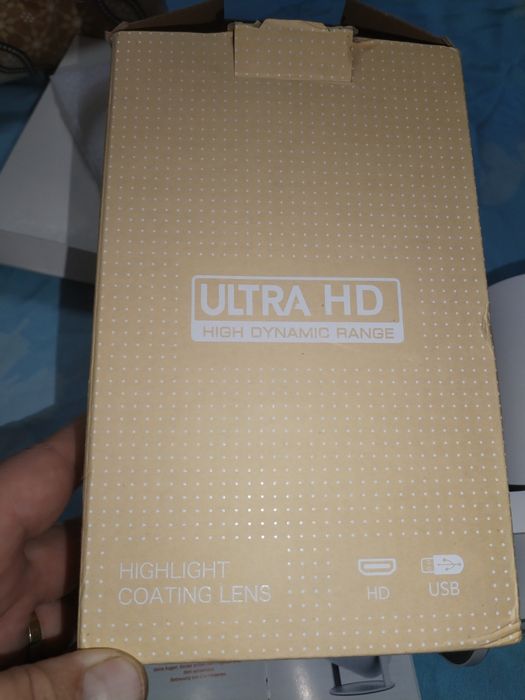 ULTRA HD
HIGH DYNAMIC RANGE
HIGHLIGHT
COATING LENS
HD
USB